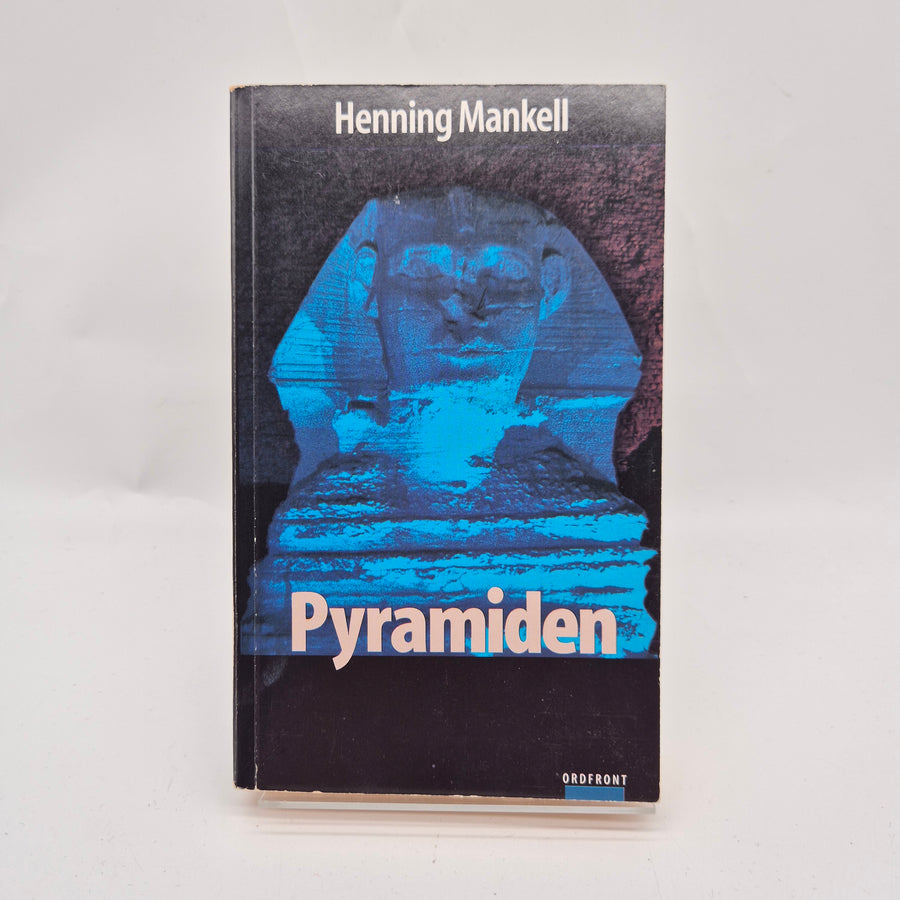 Henning Mankell
Pyramiden
ORDFRONT